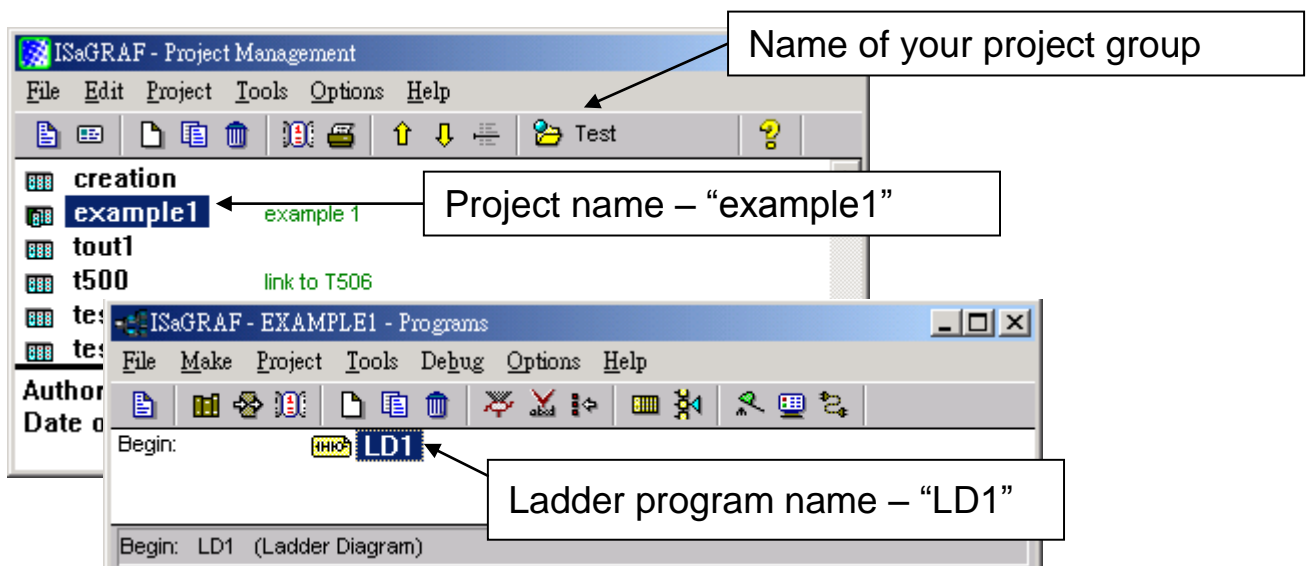 Name of your project group
ISaGRAF - Project Management
File Edit Project Tools Options Help
Test
creation
example1 example 1
Project name – “example1”
tout1
t500 link to T506
ISaGRAF - EXAMPLE1 - Programs
File Make Project Tools Debug Options Help
Author
Begin: LD1
Ladder program name – “LD1”
Begin: LD1 (Ladder Diagram)